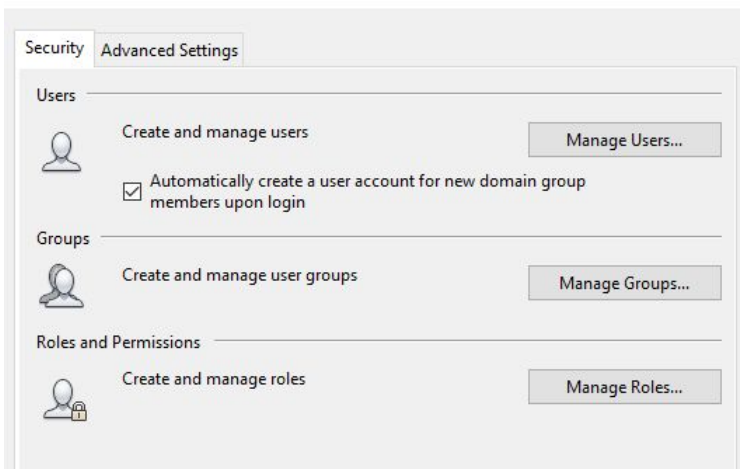 Security
Advanced Settings
Users
Create and manage users
Manage Users...
Automatically create a user account for new domain group
members upon login
Groups
Create and manage user groups
Manage Groups...
Roles and Permissions
Create and manage roles
Manage Roles...